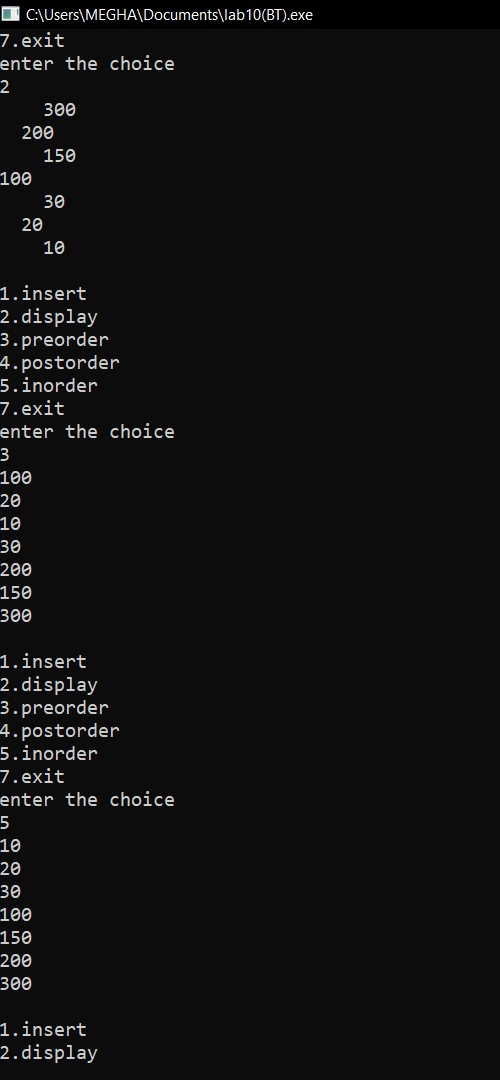 C:\Users\MEGHA\Documents\lab10(BT).exe
7.exit
enter the choice
2
    300
  200
    150
100
    30
  20
    10

1.insert
2.display
3.preorder
4.postorder
5.inorder
7.exit
enter the choice
3
100
20
10
30
200
150
300

1.insert
2.display
3.preorder
4.postorder
5.inorder
7.exit
enter the choice
5
10
20
30
100
150
200
300

1.insert
2.display